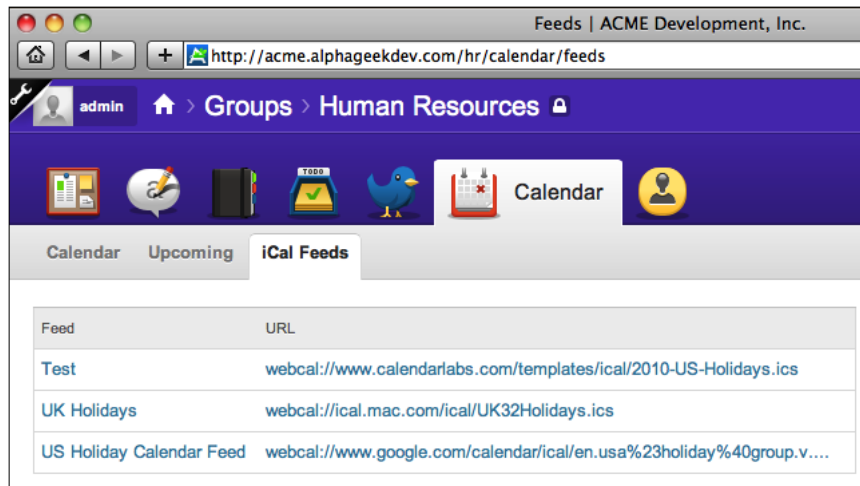 Feeds | ACME Development, Inc.
http://acme.alphageekdev.com/hr/calendar/feeds
admin Groups › Human Resources
TODO
Calendar
Calendar Upcoming iCal Feeds
Feed URL
Test webcal://www.calendarlabs.com/templates/ical/2010-US-Holidays.ics
UK Holidays webcal://ical.mac.com/ical/UK32Holidays.ics
US Holiday Calendar Feed webcal://www.google.com/calendar/ical/en.usa%23holiday%40group.v....